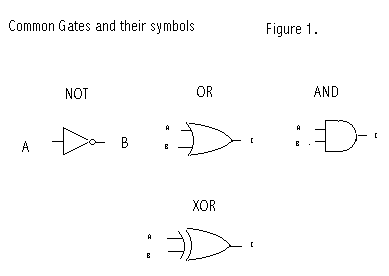 Common Gates and their symbols Figure 1.
NOT OR AND
A B A B C A B C
XOR
A B C